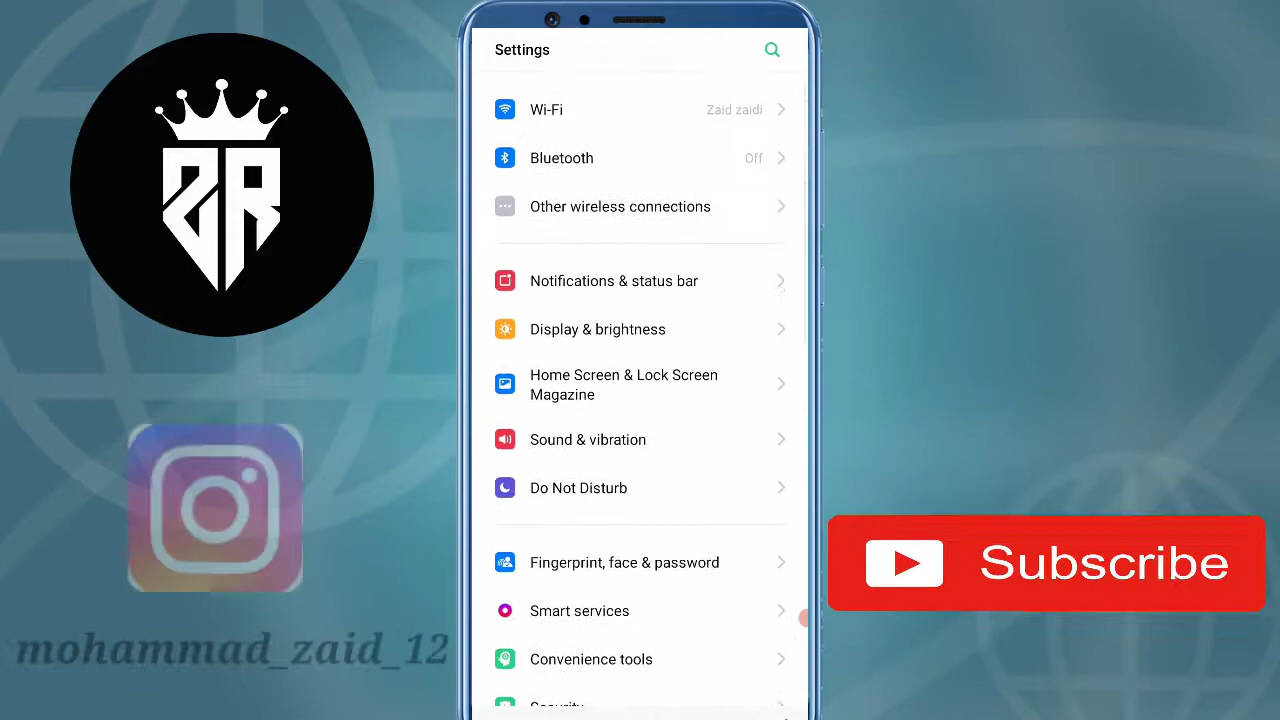 ZR
mohammad_zaid_12
Settings
Wi-Fi Zaid zaidi
Bluetooth Off
Other wireless connections
Notifications & status bar
Display & brightness
Home Screen & Lock Screen
Magazine
Sound & vibration
Do Not Disturb
Fingerprint, face & password
Smart services
Convenience tools
Security
Subscribe